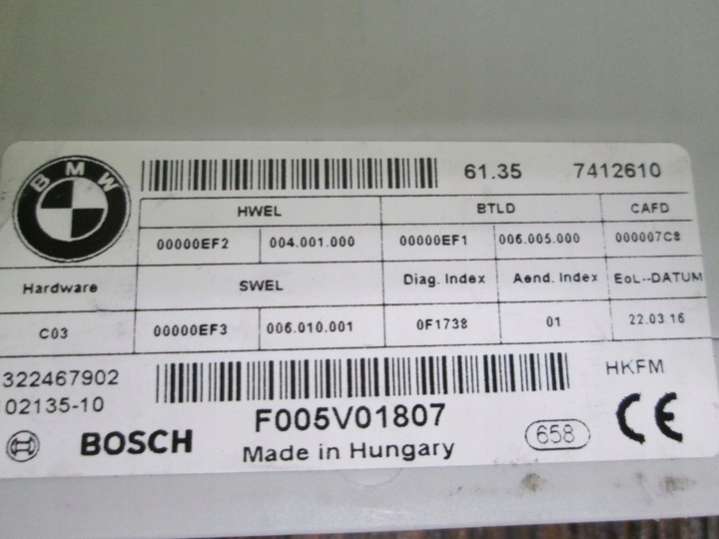 BMW
61.35 7412610
HWEL BTLD CAFD
00000EF2 004.001.000 00000EF1 006.005.000 000007C8
Hardware SWEL Diag. Index Aend. Index EoL--DATUM
C03 00000EF3 006.010.001 0F1738 01 22.03.16
322467902 HKFM
02135-10
F005V01807
BOSCH Made in Hungary 658 CE